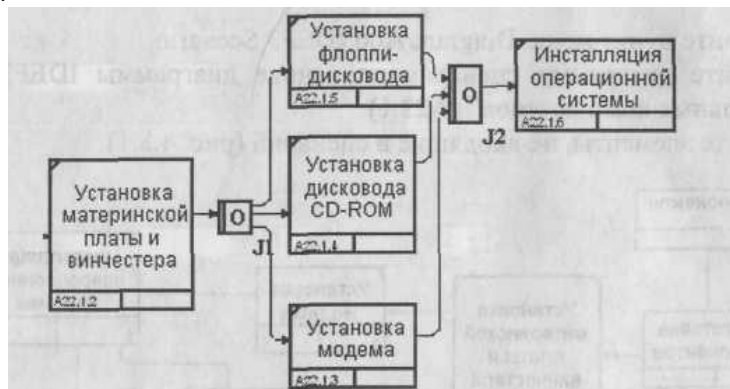 Установка
флоппи-
дисковода
A22.1.5
O
J2
Инсталляция
операционной
системы
A22.1.6
Установка
материнской
платы и
винчестера
A22.1.2
O
J1
Установка
дисковода
CD-ROM
A22.1.4
Установка
модема
A22.1.3